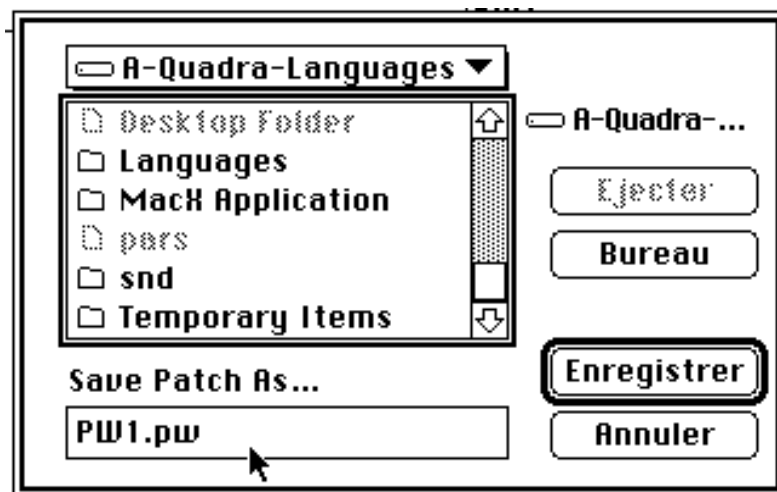 A-Quadra-Languages
Desktop Folder
Languages
MacX Application
pars
snd
Temporary Items
A-Quadra-...
Ejecter
Bureau
Save Patch As...
PW1.pw
Enregistrer
Annuler